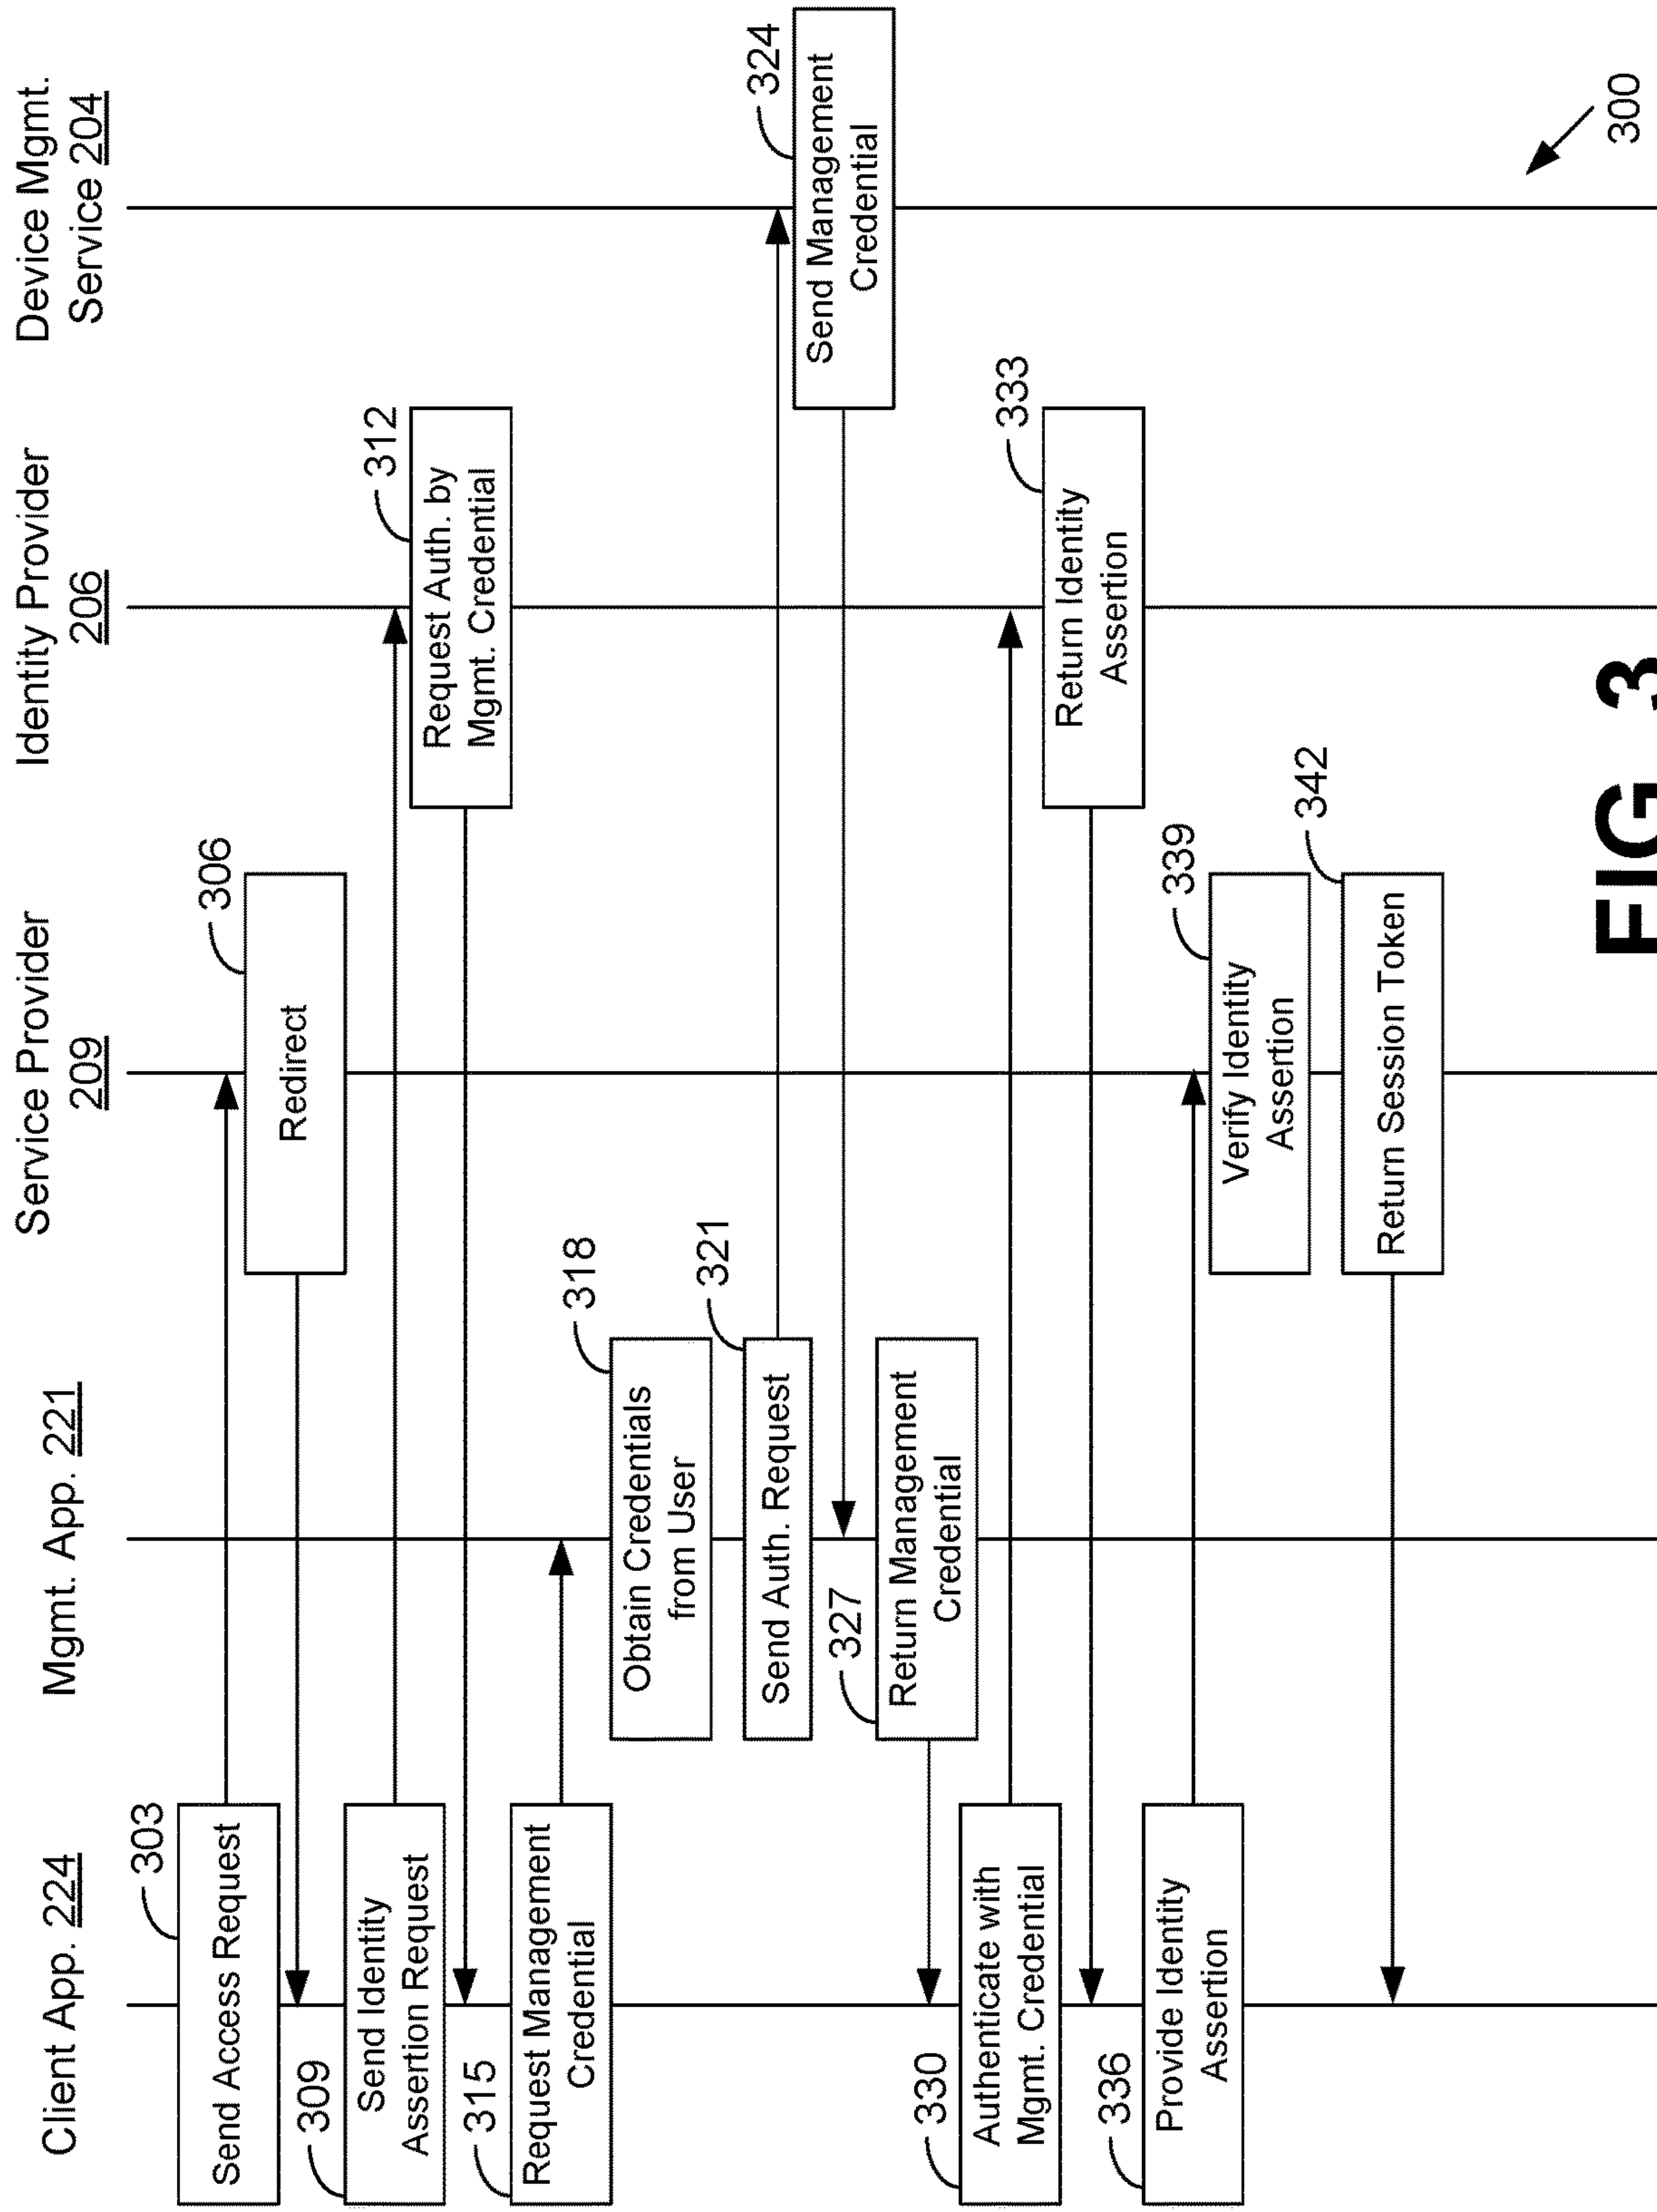 Client App. 224
Mgmt. App. 221
Service Provider
209
Identity Provider
206
Device Mgmt.
Service 204
303
Send Access Request
306
Redirect
309
Send Identity
Assertion Request
312
Request Auth. by
Mgmt. Credential
315
Request Management
Credential
318
Obtain Credentials
from User
321
Send Auth. Request
324
Send Management
Credential
327
Return Management
Credential
330
Authenticate with
Mgmt. Credential
333
Return Identity
Assertion
336
Provide Identity
Assertion
339
Verify Identity
Assertion
342
Return Session Token
300
FIG 3